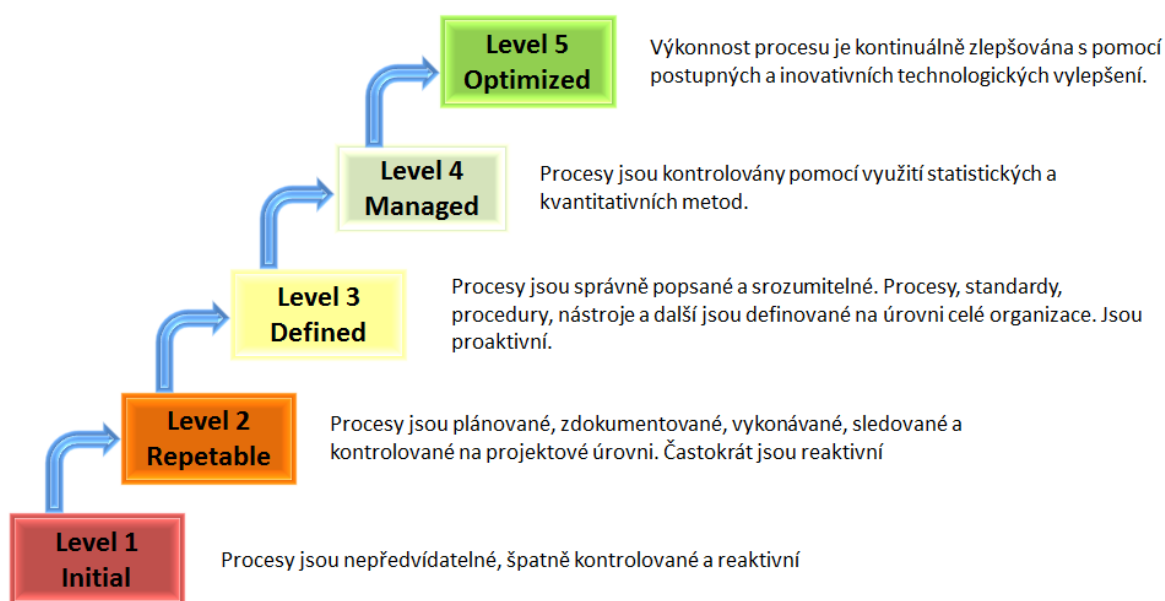 Level 5
Optimized
Výkonnost procesu je kontinuálně zlepšována s pomocí
postupných a inovativních technologických vylepšení.
Level 4
Managed
Procesy jsou kontrolovány pomocí využití statistických a
kvantitativních metod.
Level 3
Defined
Procesy jsou správně popsané a srozumitelné. Procesy, standardy,
procedury, nástroje a další jsou definované na úrovni celé organizace. Jsou
proaktivní.
Level 2
Repetable
Procesy jsou plánované, zdokumentované, vykonávané, sledované a
kontrolované na projektové úrovni. Častokrát jsou reaktivní
Level 1
Initial
Procesy jsou nepředvídatelné, špatně kontrolované a reaktivní